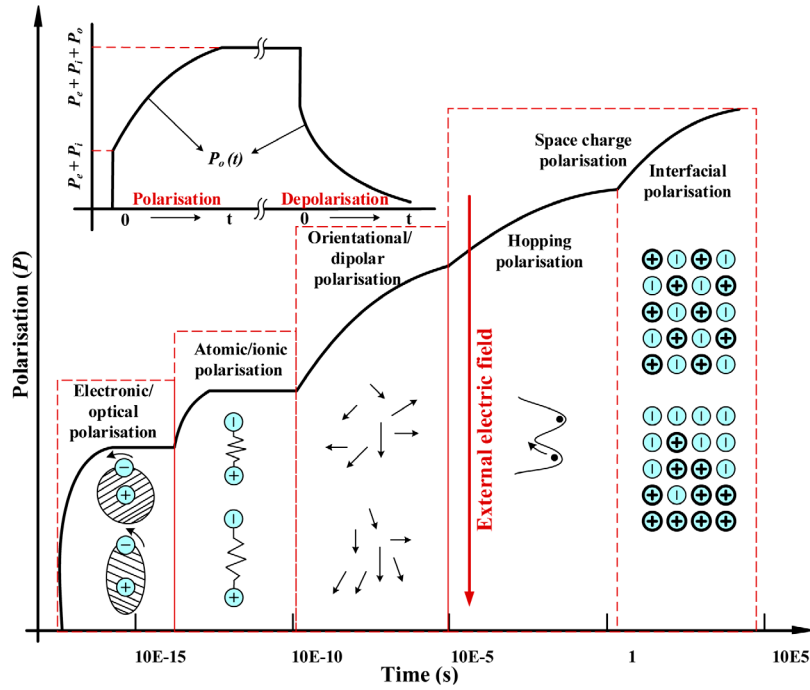 Pe + Pi + Po
Pe + Pi
Po (t)
Polarisation
Depolarisation
0
t
0
t
Space charge
polarisation
Interfacial
polarisation
Orientational/
dipolar
polarisation
Hopping
polarisation
Atomic/ionic
polarisation
Electronic/
optical
polarisation
External electric field
Polarisation (P)
10E-15
10E-10
10E-5
1
10E5
Time (s)